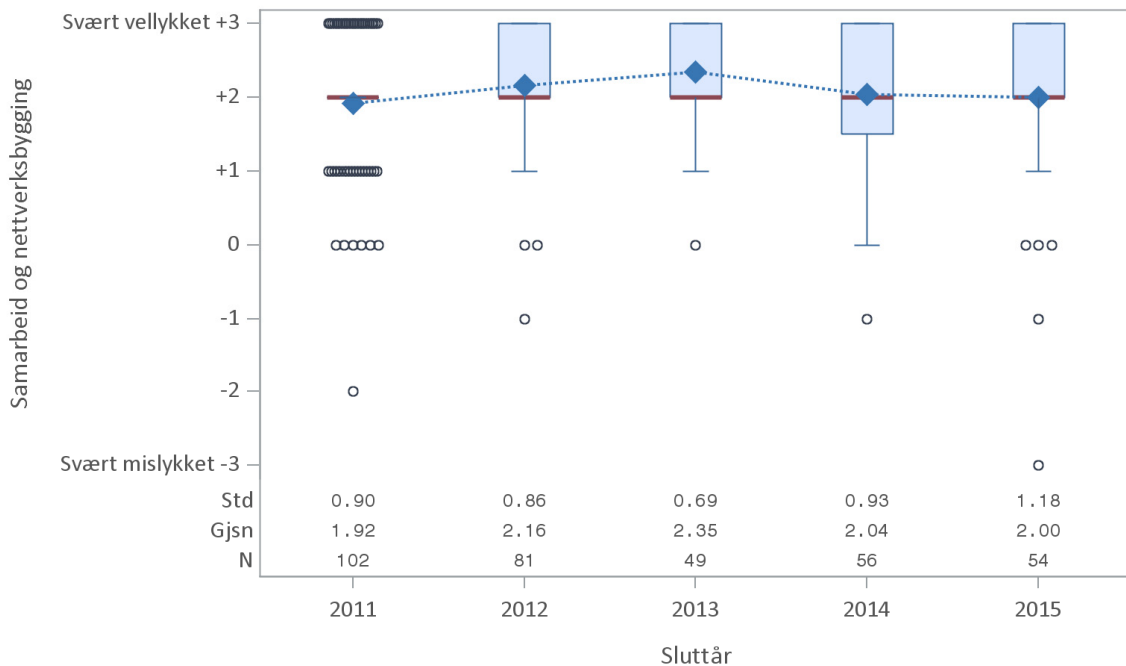 Samarbeid og nettverksbygging
Svært vellykket +3
+2
+1
0
-1
-2
Svært mislykket -3
Std 0.90 0.86 0.69 0.93 1.18
Gjsn 1.92 2.16 2.35 2.04 2.00
N 102 81 49 56 54
2011 2012 2013 2014 2015
Sluttår